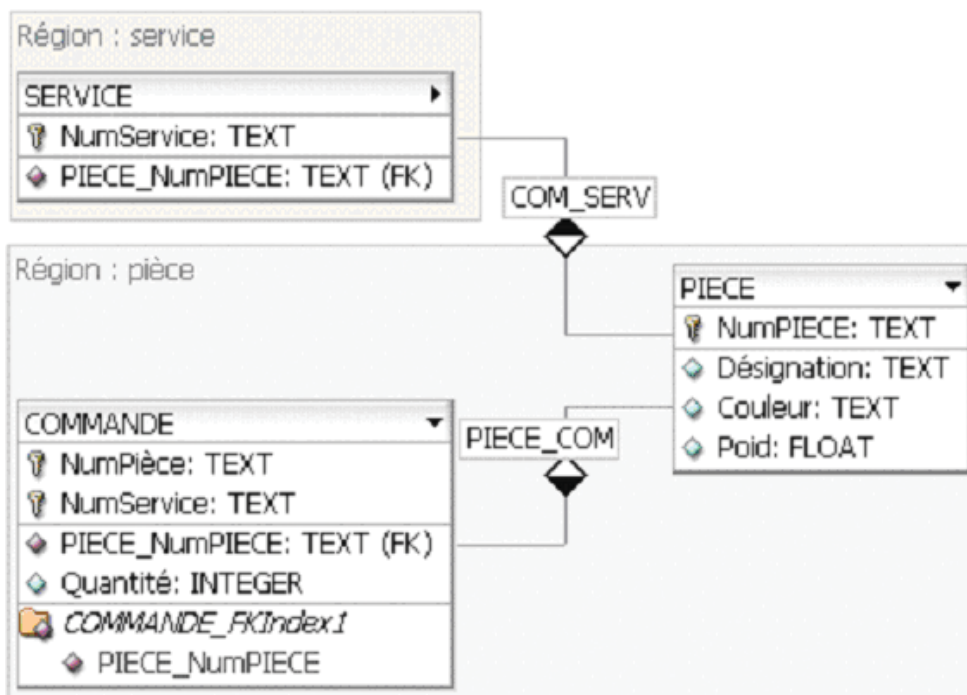 Région : service
SERVICE
NumService: TEXT
PIECE_NumPIECE: TEXT (FK)
COM_SERV
Région : pièce
PIECE
NumPIECE: TEXT
Désignation: TEXT
Couleur: TEXT
Poid: FLOAT
COMMANDE
NumPièce: TEXT
NumService: TEXT
PIECE_NumPIECE: TEXT (FK)
Quantité: INTEGER
COMMANDE_FKIndex1
PIECE_NumPIECE
PIECE_COM